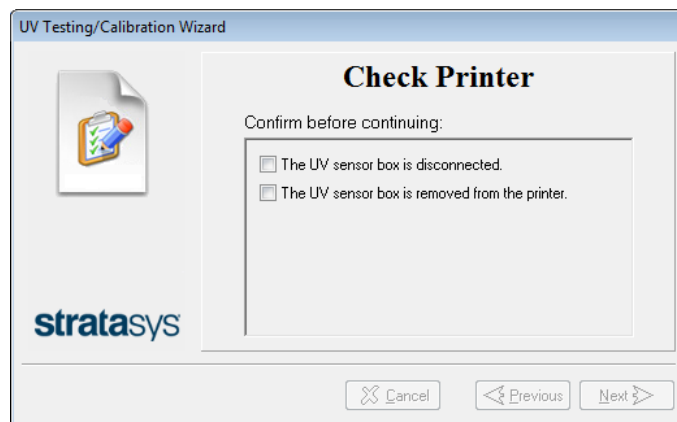 UV Testing/Calibration Wizard
Check Printer
Confirm before continuing:
The UV sensor box is disconnected.
The UV sensor box is removed from the printer.
stratasys
Cancel
Previous
Next